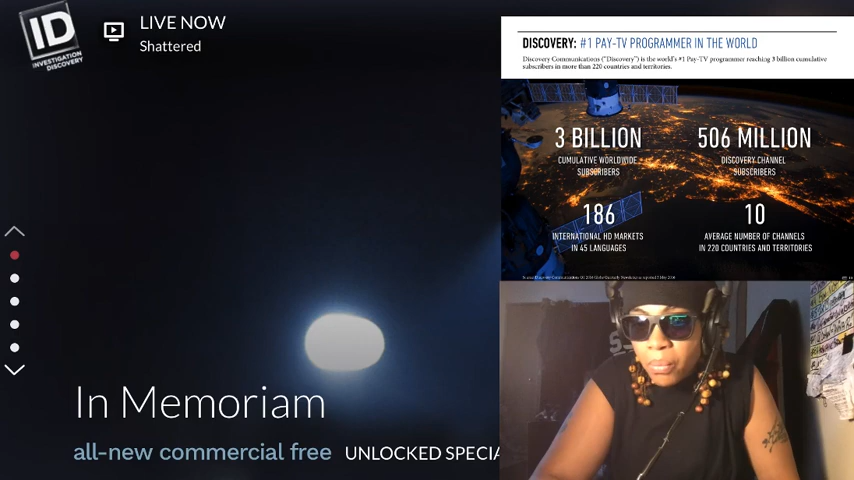 ID
INVESTIGATION
DISCOVERY
LIVE NOW
Shattered
In Memoriam
all-new commercial free UNLOCKED SPECIA
DISCOVERY: #1 PAY-TV PROGRAMMER IN THE WORLD
Discovery Communications ("Discovery") is the world's #1 Pay-TV programmer reaching 3 billion cumulative
subscribers in more than 220 countries and territories.
3 BILLION
CUMULATIVE WORLDWIDE
SUBSCRIBERS
506 MILLION
DISCOVERY CHANNEL
SUBSCRIBERS
186
INTERNATIONAL HD MARKETS
IN 45 LANGUAGES
10
AVERAGE NUMBER OF CHANNELS
IN 220 COUNTRIES AND TERRITORIES